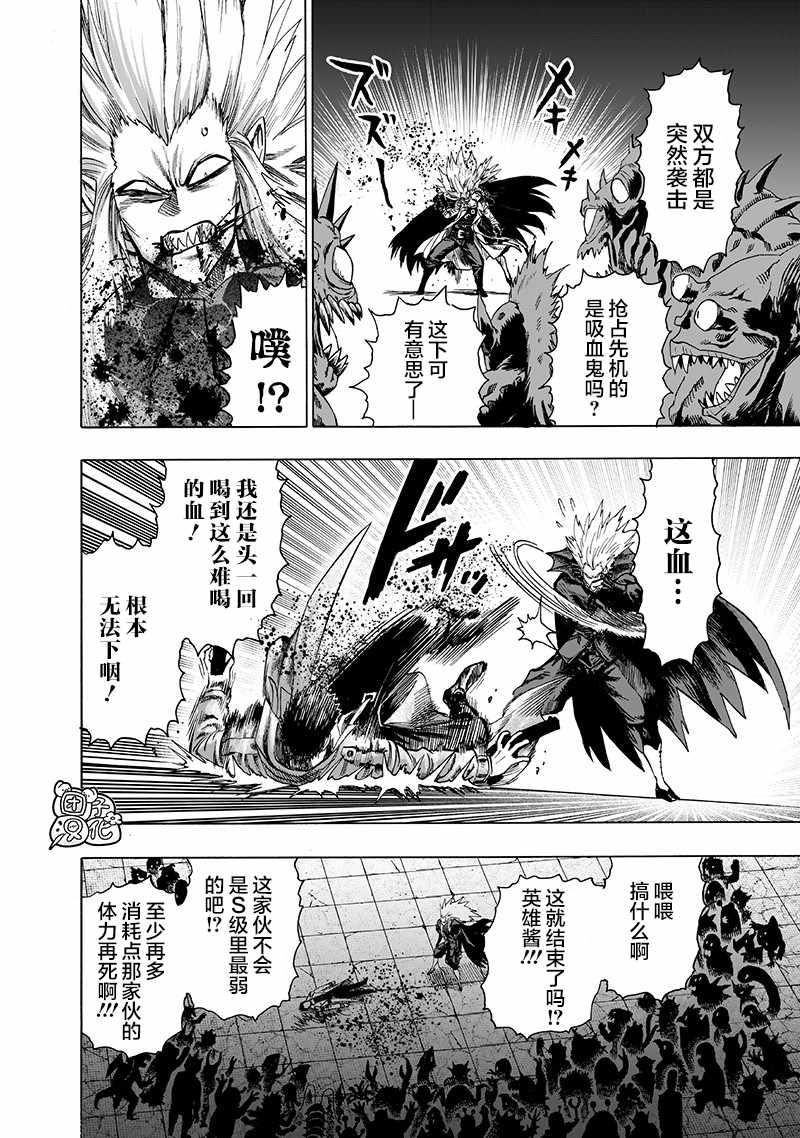 双方都是
突然袭击
抢占先机的
是吸血鬼吗?
メキメキ
ズズー
这下可
有意思了—
噗
!?
这血…
ドドッ
我还是头一回
喝到这么难喝
的血!
根本
无法下咽!
喂喂
搞什么啊
这就结束了吗!?
英雄酱!!!
这家伙不会
是S级里最弱
的吧!?
至少再多
消耗点那家伙的
体力再死啊!!!
团子
汉化